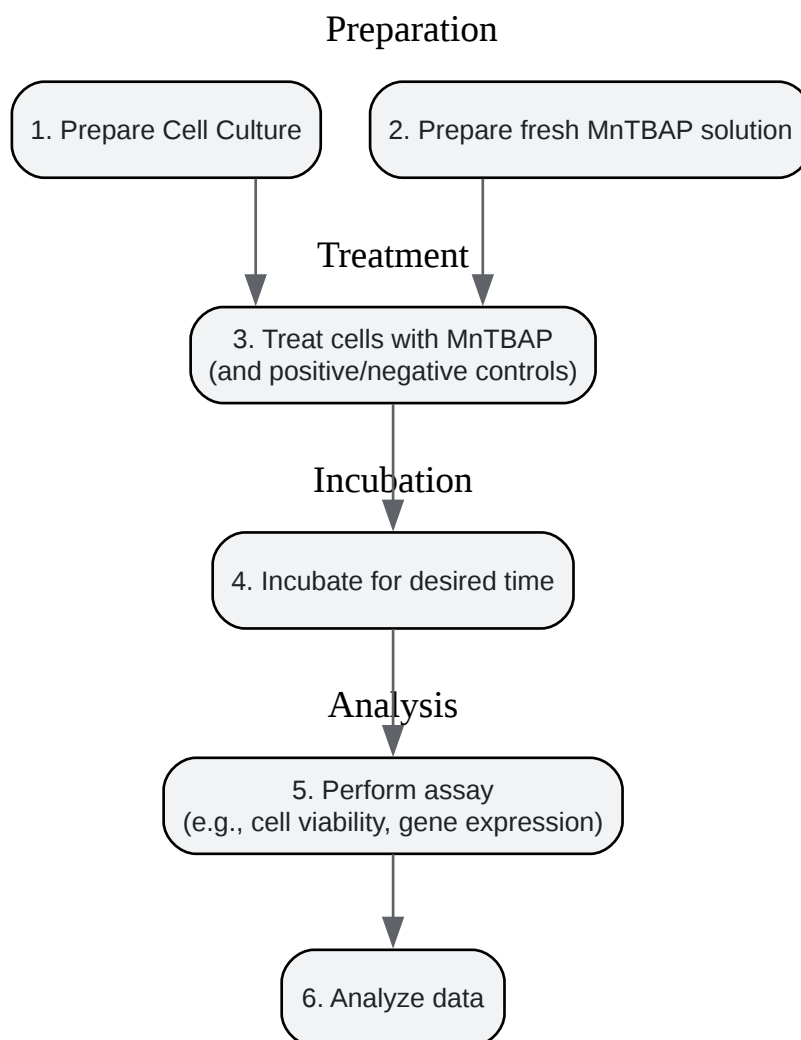 Preparation
1. Prepare Cell Culture
2. Prepare fresh MnTBAP solution
Treatment
3. Treat cells with MnTBAP
(and positive/negative controls)
Incubation
4. Incubate for desired time
Analysis
5. Perform assay
(e.g., cell viability, gene expression)
6. Analyze data